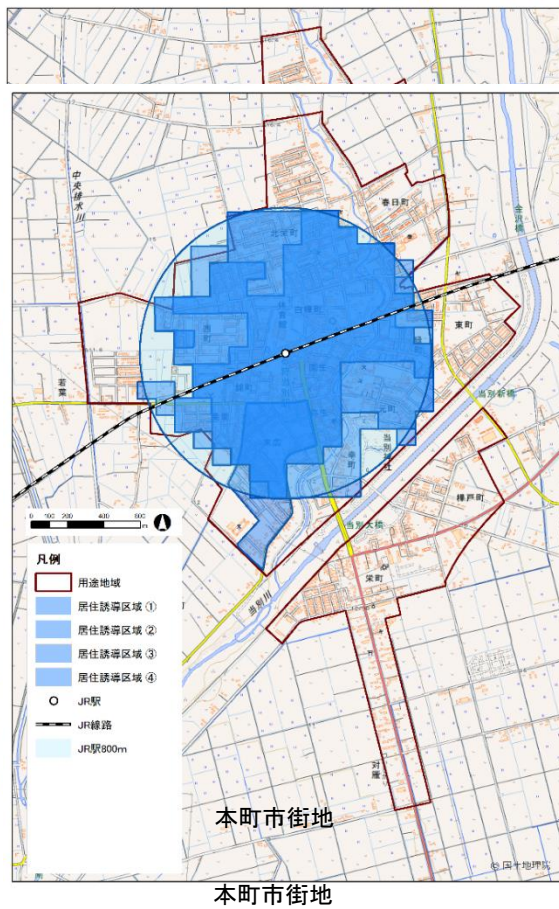 春日町
中央排水川
金沢橋
北栄町
白樺町
東町
西町
若葉
錦町
元町
幸町
当別神社
当別新橋
当別大橋
樺戸町
栄町
当別川
対雁
0 100 200 400 600
m
凡例
用途地域
居住誘導区域 ①
居住誘導区域 ②
居住誘導区域 ③
居住誘導区域 ④
JR駅
JR線路
JR駅800m
本町市街地
© 国土地理院
本町市街地